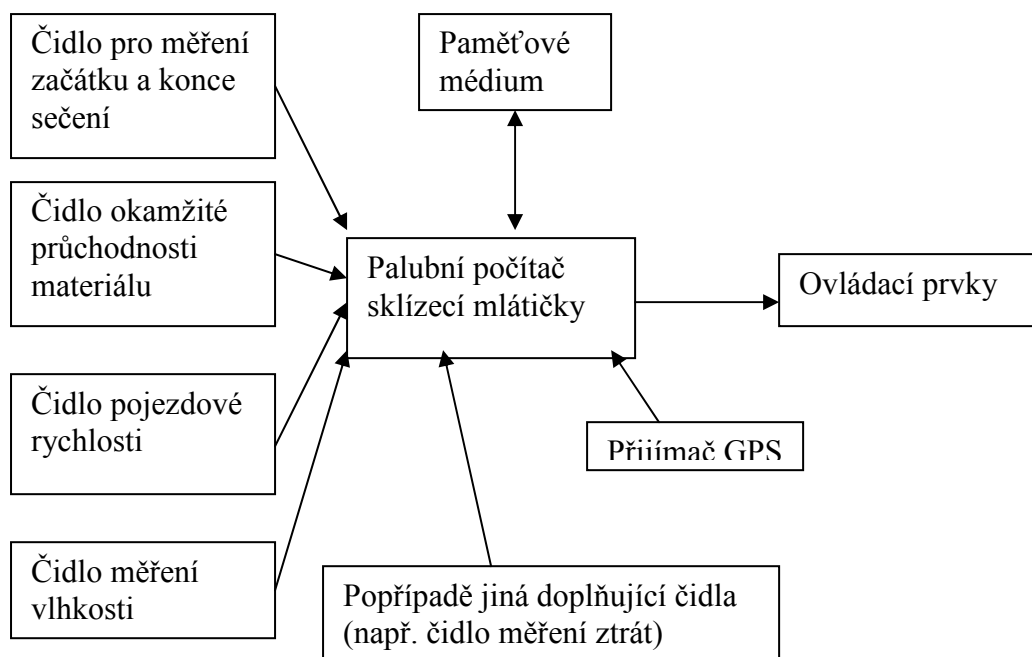 Čidlo pro měření
začátku a konce
sečení
Paměťové
médium
Čidlo okamžité
průchodnosti
materiálu
Palubní počítač
sklízecí mlátičky
Ovládací prvky
Čidlo pojezdové
rychlosti
Přijímač GPS
Čidlo měření
vlhkosti
Popřípadě jiná doplňující čidla
(např. čidlo měření ztrát)